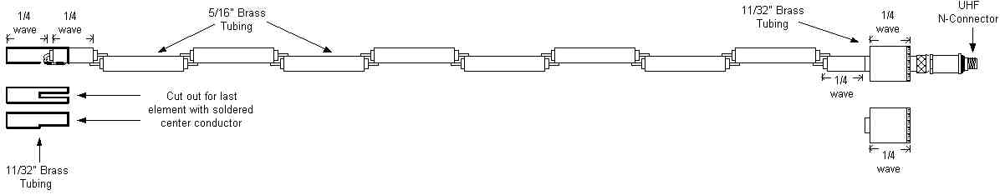 1/4
wave
1/4
wave
5/16" Brass
Tubing
11/32" Brass
Tubing
1/4
wave
UHF
N-Connector
1/4
wave
Cut out for last
element with soldered
center conductor
11/32" Brass
Tubing
1/4
wave